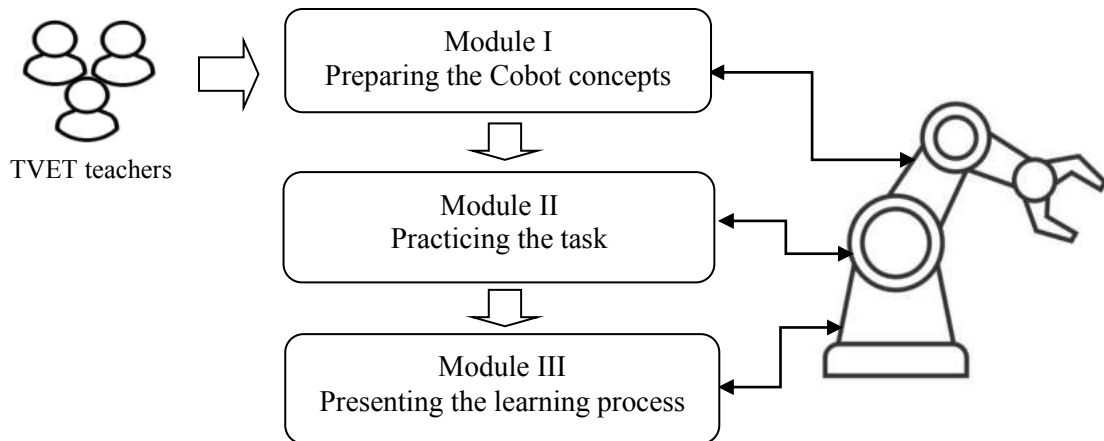 Module I
Preparing the Cobot concepts
TVET teachers
Module II
Practicing the task
Module III
Presenting the learning process